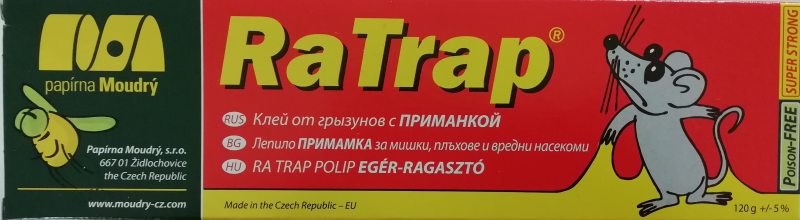 papírna Moudrý
Papírna Moudrý, s.r.o.
667 01 Židlochovice
the Czech Republic
www.moudry-cz.com
RaTrap®
RUS Клей от грызунов с ПРИМАНКОЙ
BG Лепило ПРИМАМКА за мишки, плъхове и вредни насекоми
HU RA TRAP POLIP EGÉR-RAGASZTÓ
Made in the Czech Republic – EU
120 g +/- 5 %
SUPER STRONG
POISON-FREE